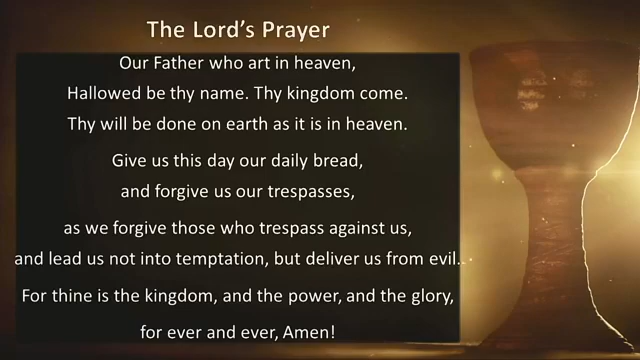 The Lord’s Prayer
Our Father who art in heaven,
Hallowed be thy name. Thy kingdom come.
Thy will be done on earth as it is in heaven.
Give us this day our daily bread,
and forgive us our trespasses,
as we forgive those who trespass against us,
and lead us not into temptation, but deliver us from evil.
For thine is the kingdom, and the power, and the glory,
for ever and ever, Amen!